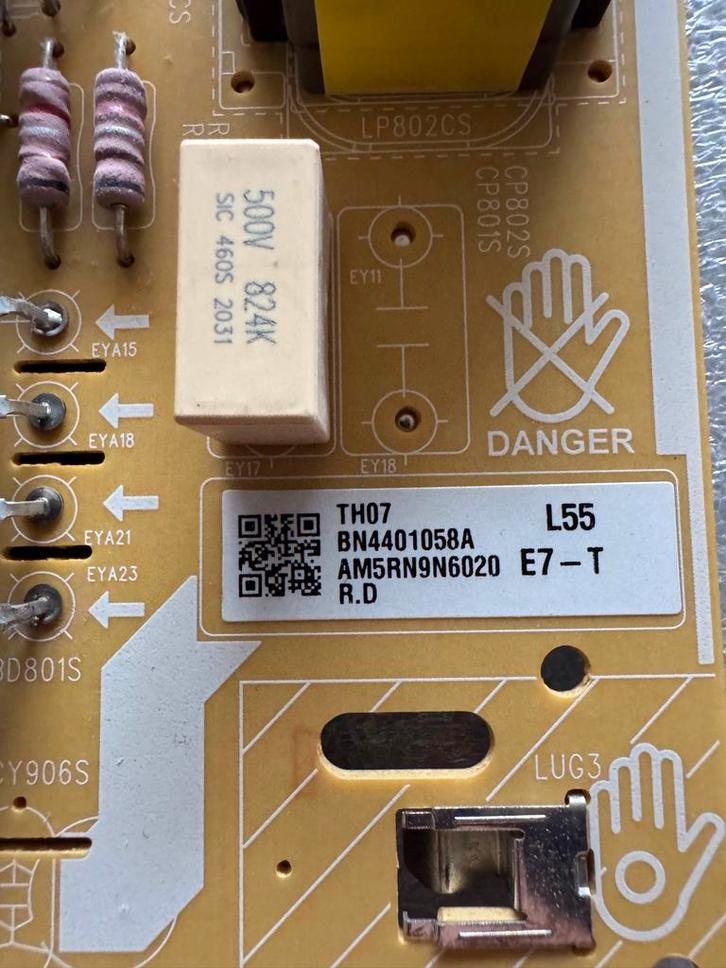 CS
R
R
LP802CS
CP802S
CP801S
500V 824K
SIC 460S 2031
EY11
EYA15
EYA18
DANGER
EY17
EY18
EYA21
TH07
L55
BN4401058A
AM5RN9N6020
E7-T
R.D
EYA23
BD801S
CY906S
LUG3